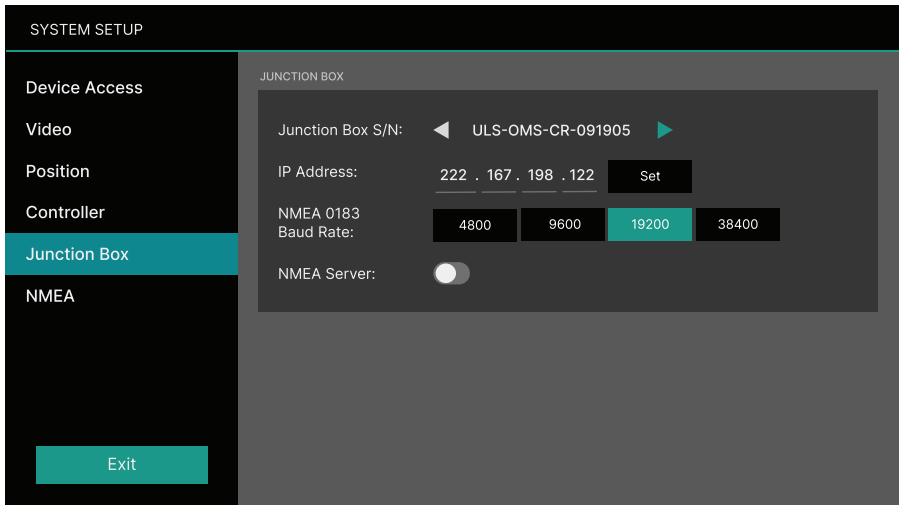 SYSTEM SETUP
Device Access
Video
Position
Controller
Junction Box
NMEA
Exit
JUNCTION BOX
Junction Box S/N: ULS-OMS-CR-091905
IP Address: 222 . 167 . 198 . 122 Set
NMEA 0183
Baud Rate: 4800 9600 19200 38400
NMEA Server: